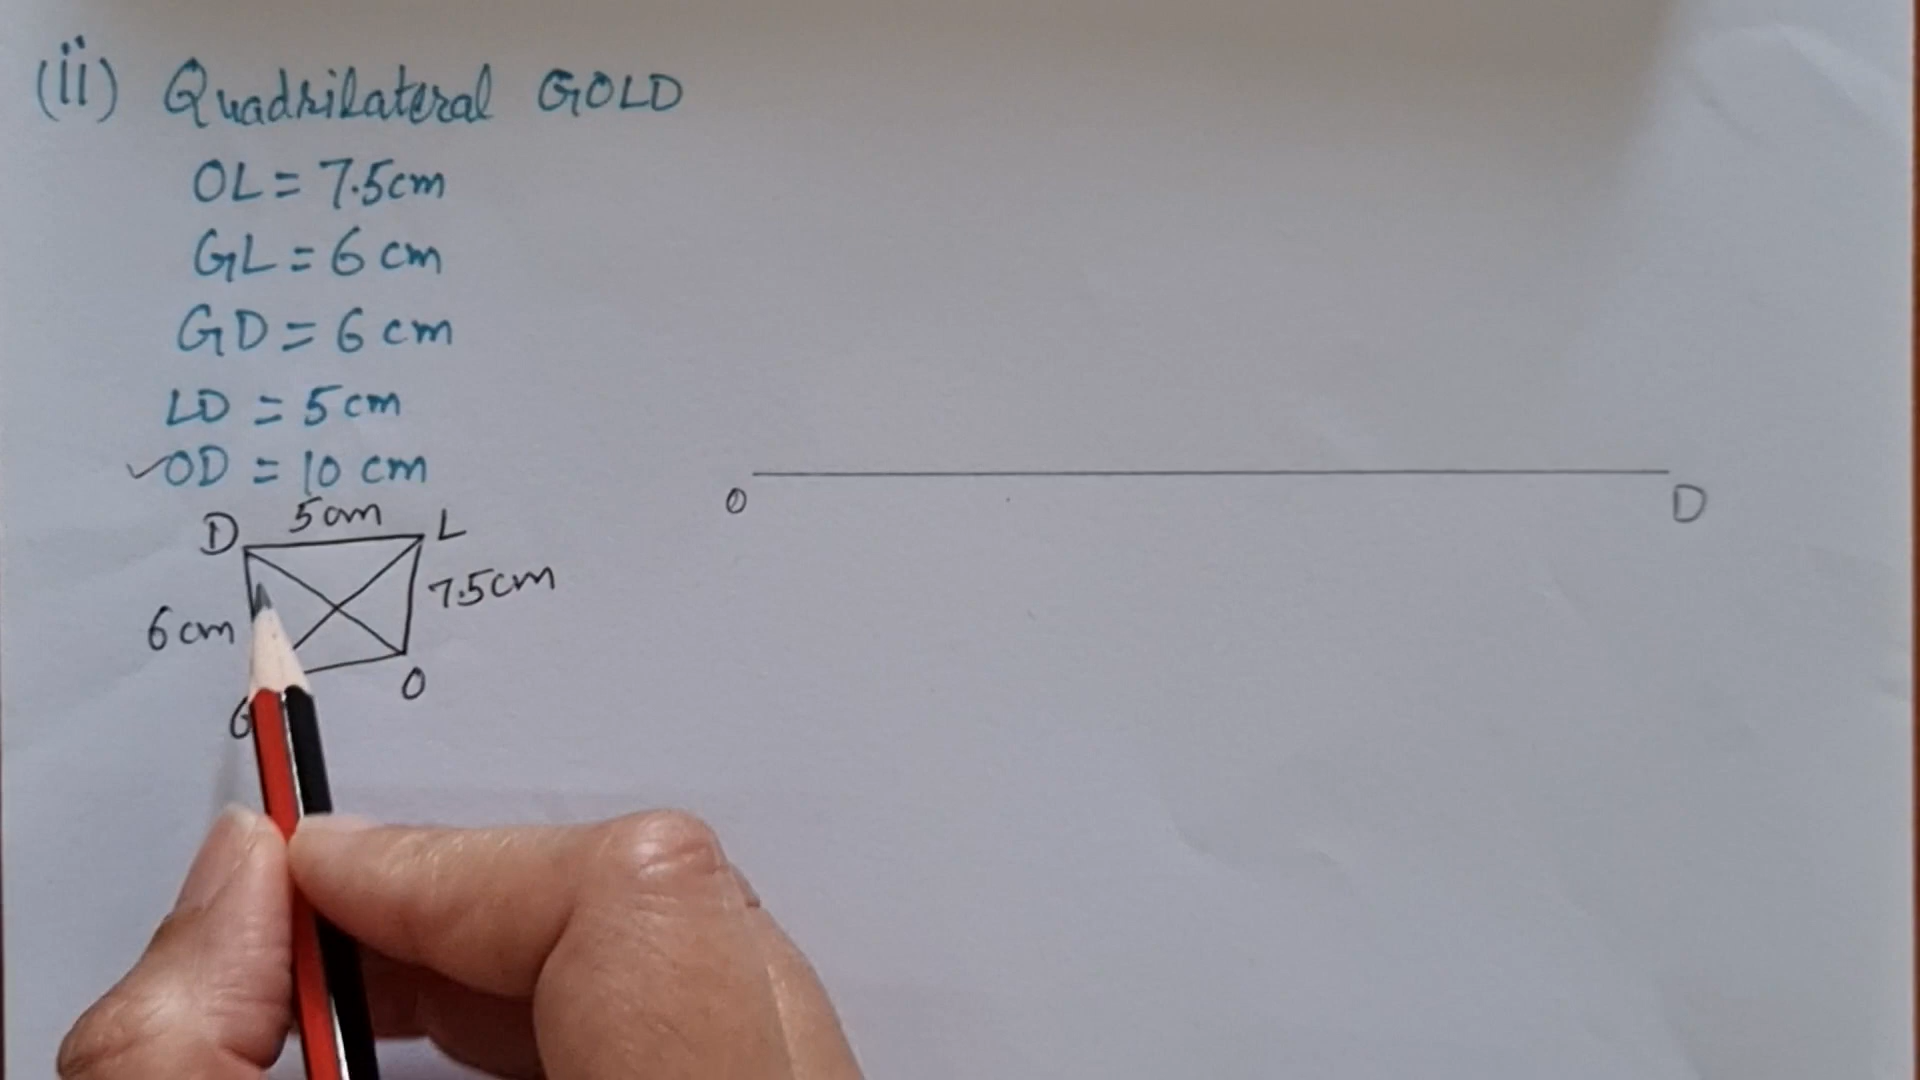 (ii) Quadrilateral GOLD
OL = 7.5cm
GL = 6 cm
GD = 6 cm
LD = 5 cm
✓OD = 10 cm
D 5cm L
7.5cm
6cm
G O
O D